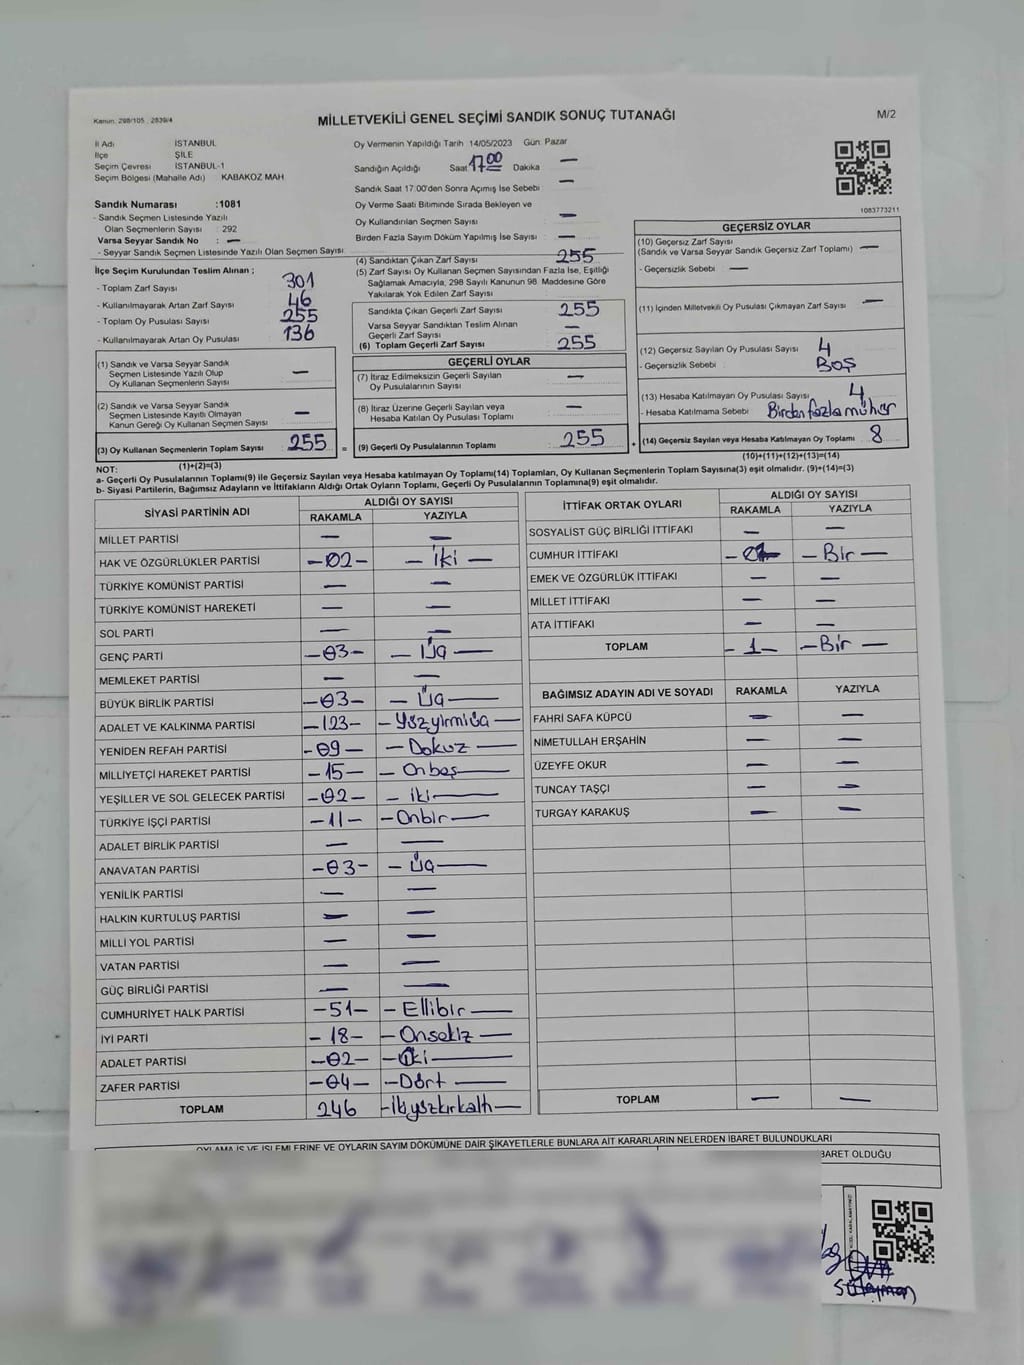 Kanun: 298/105 , 2839/4
MİLLETVEKİLİ GENEL SEÇİMİ SANDIK SONUÇ TUTANAĞI
M/2
İl Adı İSTANBUL
İlçe ŞİLE
Seçim Çevresi İSTANBUL-1
Seçim Bölgesi (Mahalle Adı) KABAKOZ MAH
Oy Vermenin Yapıldığı Tarih 14/05/2023 Gün: Pazar
Sandığın Açıldığı Saat 17 00 Dakika —
Sandık Saat 17:00'den Sonra Açımış İse Sebebi —
Oy Verme Saati Bitiminde Sırada Bekleyen ve
Oy Kullandırılan Seçmen Sayısı —
Birden Fazla Sayım Döküm Yapılmış İse Sayısı —
1083773211
Sandık Numarası :1081
- Sandık Seçmen Listesinde Yazılı
Olan Seçmenlerin Sayısı : 292
Varsa Seyyar Sandık No : —
- Seyyar Sandık Seçmen Listesinde Yazılı Olan Seçmen Sayısı
İlçe Seçim Kurulundan Teslim Alınan ;
- Toplam Zarf Sayısı 301
- Kullanılmayarak Artan Zarf Sayısı 46
- Toplam Oy Pusulası Sayısı 255
- Kullanılmayarak Artan Oy Pusulası 136
(1) Sandık ve Varsa Seyyar Sandık
Seçmen Listesinde Yazılı Olup
Oy Kullanan Seçmenlerin Sayısı —
(2) Sandık ve Varsa Seyyar Sandık
Seçmen Listesinde Kayıtlı Olmayan
Kanun Gereği Oy Kullanan Seçmen Sayısı —
(3) Oy Kullanan Seçmenlerin Toplam Sayısı 255
(1)+(2)=(3)
(4) Sandıktan Çıkan Zarf Sayısı 255
(5) Zarf Sayısı Oy Kullanan Seçmen Sayısından Fazla İse, Eşitliği
Sağlamak Amacıyla, 298 Sayılı Kanunun 98. Maddesine Göre
Yakılarak Yok Edilen Zarf Sayısı
Sandıkla Çıkan Geçerli Zarf Sayısı 255
Varsa Seyyar Sandıktan Teslim Alınan
Geçerli Zarf Sayısı —
(6) Toplam Geçerli Zarf Sayısı 255
GEÇERLİ OYLAR
(7) İtiraz Edilmeksizin Geçerli Sayılan
Oy Pusulalarının Sayısı —
(8) İtiraz Üzerine Geçerli Sayılan veya
Hesaba Katılan Oy Pusulası Toplamı —
= (9) Geçerli Oy Pusulalarının Toplamı 255
GEÇERSİZ OYLAR
(10) Geçersiz Zarf Sayısı
(Sandık ve Varsa Seyyar Sandık Geçersiz Zarf Toplamı) —
- Geçersizlik Sebebi : —
(11) İçinden Milletvekili Oy Pusulası Çıkmayan Zarf Sayısı —
(12) Geçersiz Sayılan Oy Pusulası Sayısı 4
- Geçersizlik Sebebi : BOŞ
(13) Hesaba Katılmayan Oy Pusulası Sayısı 4
- Hesaba Katılmama Sebebi Birden fazla mühür
+ (14) Geçersiz Sayılan veya Hesaba Katılmayan Oy Toplamı 8
(10)+(11)+(12)+(13)=(14)
NOT:
a- Geçerli Oy Pusulalarının Toplamı(9) ile Geçersiz Sayılan veya Hesaba katılmayan Oy Toplamı(14) Toplamları, Oy Kullanan Seçmenlerin Toplam Sayısına(3) eşit olmalıdır. (9)+(14)=(3)
b- Siyasi Partilerin, Bağımsız Adayların ve İttifakların Aldığı Ortak Oyların Toplamı, Geçerli Oy Pusulalarının Toplamına(9) eşit olmalıdır.
SİYASİ PARTİNİN ADI ALDIĞI OY SAYISI
RAKAMLA YAZIYLA
MİLLET PARTİSİ — —
HAK VE ÖZGÜRLÜKLER PARTİSİ -02- - İki —
TÜRKİYE KOMÜNİST PARTİSİ — —
TÜRKİYE KOMÜNİST HAREKETİ — —
SOL PARTİ — —
GENÇ PARTİ -03- — Üç —
MEMLEKET PARTİSİ — —
BÜYÜK BİRLİK PARTİSİ -03- — Üç —
ADALET VE KALKINMA PARTİSİ -123- - Yüzyirmiüç —
YENİDEN REFAH PARTİSİ -09- - Dokuz —
MİLLİYETÇİ HAREKET PARTİSİ -15- - Onbeş —
YEŞİLLER VE SOL GELECEK PARTİSİ -02- - iki —
TÜRKİYE İŞÇİ PARTİSİ -11- - Onbir —
ADALET BİRLİK PARTİSİ — —
ANAVATAN PARTİSİ -03- - Üç —
YENİLİK PARTİSİ — —
HALKIN KURTULUŞ PARTİSİ — —
MİLLİ YOL PARTİSİ — —
VATAN PARTİSİ — —
GÜÇ BİRLİĞİ PARTİSİ — —
CUMHURİYET HALK PARTİSİ -51- - Ellibir —
İYİ PARTİ -18- - Onsekiz —
ADALET PARTİSİ -02- - iki —
ZAFER PARTİSİ -04- - Dört —
TOPLAM 246 -ikiyüzkırkaltı—
İTTİFAK ORTAK OYLARI ALDIĞI OY SAYISI
RAKAMLA YAZIYLA
SOSYALİST GÜÇ BİRLİĞİ İTTİFAKI — —
CUMHUR İTTİFAKI -01- - Bir —
EMEK VE ÖZGÜRLÜK İTTİFAKI — —
MİLLET İTTİFAKI — —
ATA İTTİFAKI — —
TOPLAM -1- - Bir —
BAĞIMSIZ ADAYIN ADI VE SOYADI RAKAMLA YAZIYLA
FAHRİ SAFA KÜPCÜ — —
NİMETULLAH ERŞAHİN — —
ÜZEYFE OKUR — —
TUNCAY TAŞÇI — —
TURGAY KARAKUŞ — —
TOPLAM — —
OYLAMA İŞ VE İŞLEMLERİNE VE OYLARIN SAYIM DÖKÜMÜNE DAİR ŞİKAYETLERLE BUNLARA AİT KARARLARIN NELERDEN İBARET BULUNDUKLARI
BARET OLDUĞU
Süleyman